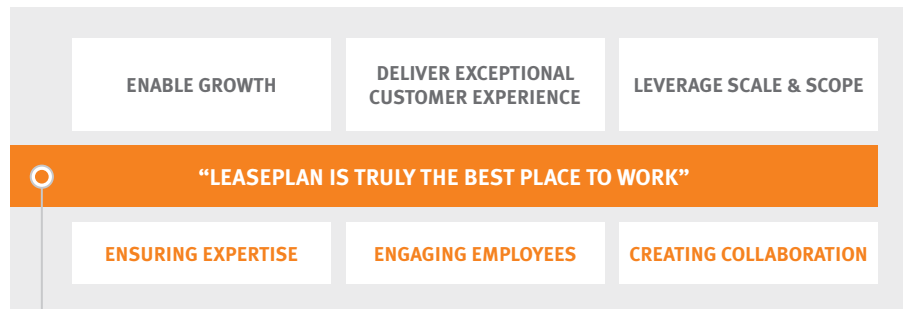 ENABLE GROWTH
DELIVER EXCEPTIONAL
CUSTOMER EXPERIENCE
LEVERAGE SCALE & SCOPE
“LEASEPLAN IS TRULY THE BEST PLACE TO WORK”
ENSURING EXPERTISE
ENGAGING EMPLOYEES
CREATING COLLABORATION